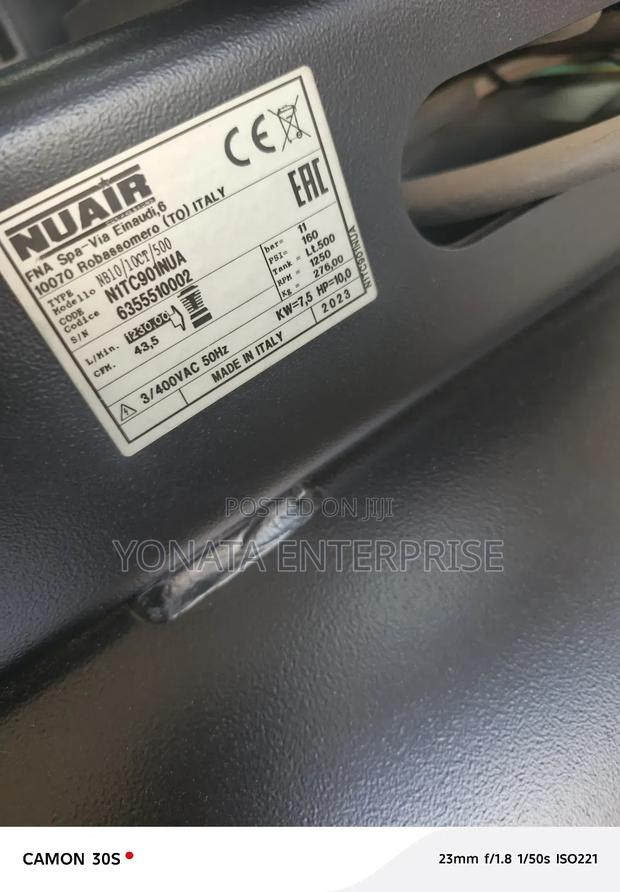 CE
EAC
NUAIR
FNA Spa-Via Einaudi,6
10070 Robassomero (TO) ITALY
TYPE
Modello NB10/10CT/500
CODE
Codice N1TC901NUA
S/N 6355510002
L/Min. 1230,00
CFM. 43,5
bar= 11
PSI= 160
Tank = Lt.500
RPM = 1250
Kg = 276,00
KW=7,5 HP=10,0
3/400VAC 50Hz
MADE IN ITALY
2023
N1TC901NUA
POSTED ON JIJI
YONATA ENTERPRISE
CAMON 30S
23mm f/1.8 1/50s ISO221